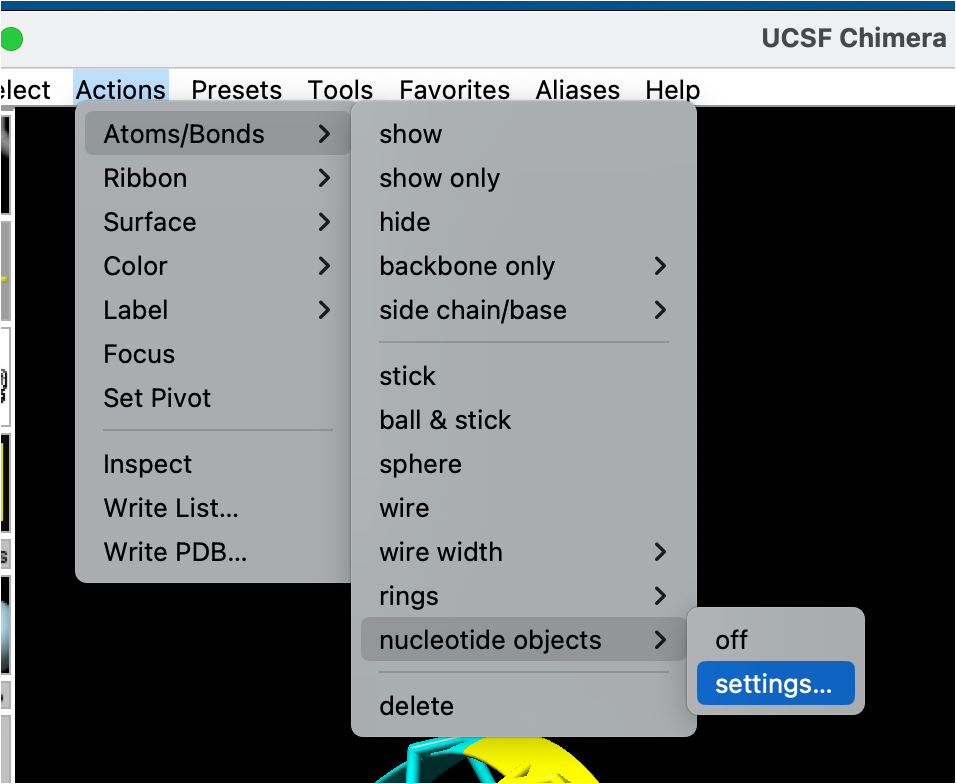 UCSF Chimera
elect Actions Presets Tools Favorites Aliases Help
Atoms/Bonds
Ribbon
Surface
Color
Label
Focus
Set Pivot
Inspect
Write List...
Write PDB...
show
show only
hide
backbone only
side chain/base
stick
ball & stick
sphere
wire
wire width
rings
nucleotide objects
delete
off
settings...